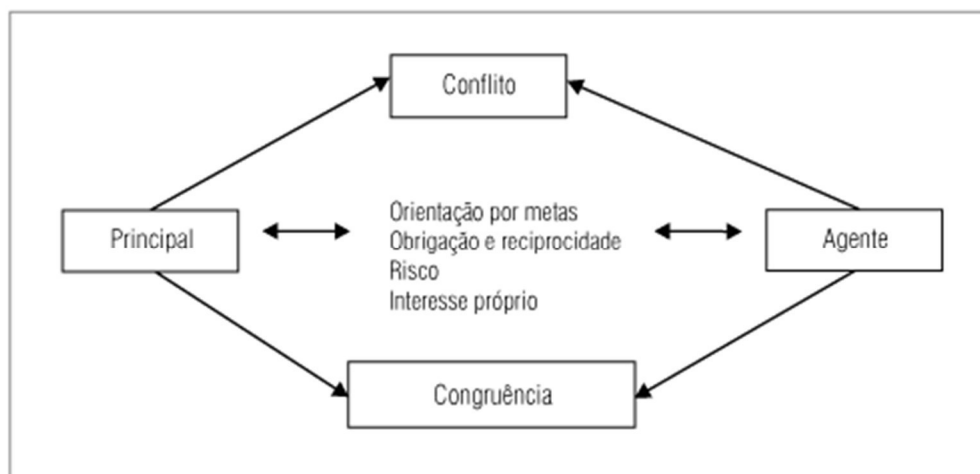 Conflito
Principal
Orientação por metas
Obrigação e reciprocidade
Risco
Interesse próprio
Agente
Congruência